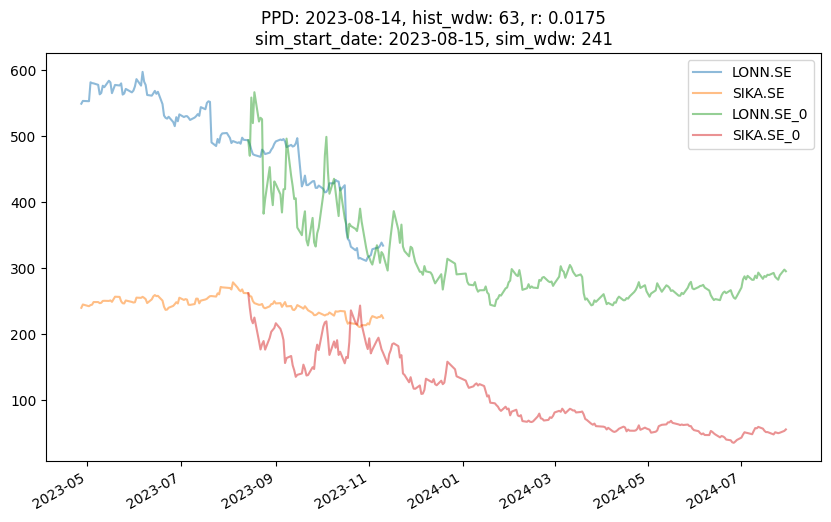 PPD: 2023-08-14, hist_wdw: 63, r: 0.0175
sim_start_date: 2023-08-15, sim_wdw: 241
LONN.SE
SIKA.SE
LONN.SE_0
SIKA.SE_0
600
500
400
300
200
100
2023-05
2023-07
2023-09
2023-11
2024-01
2024-03
2024-05
2024-07